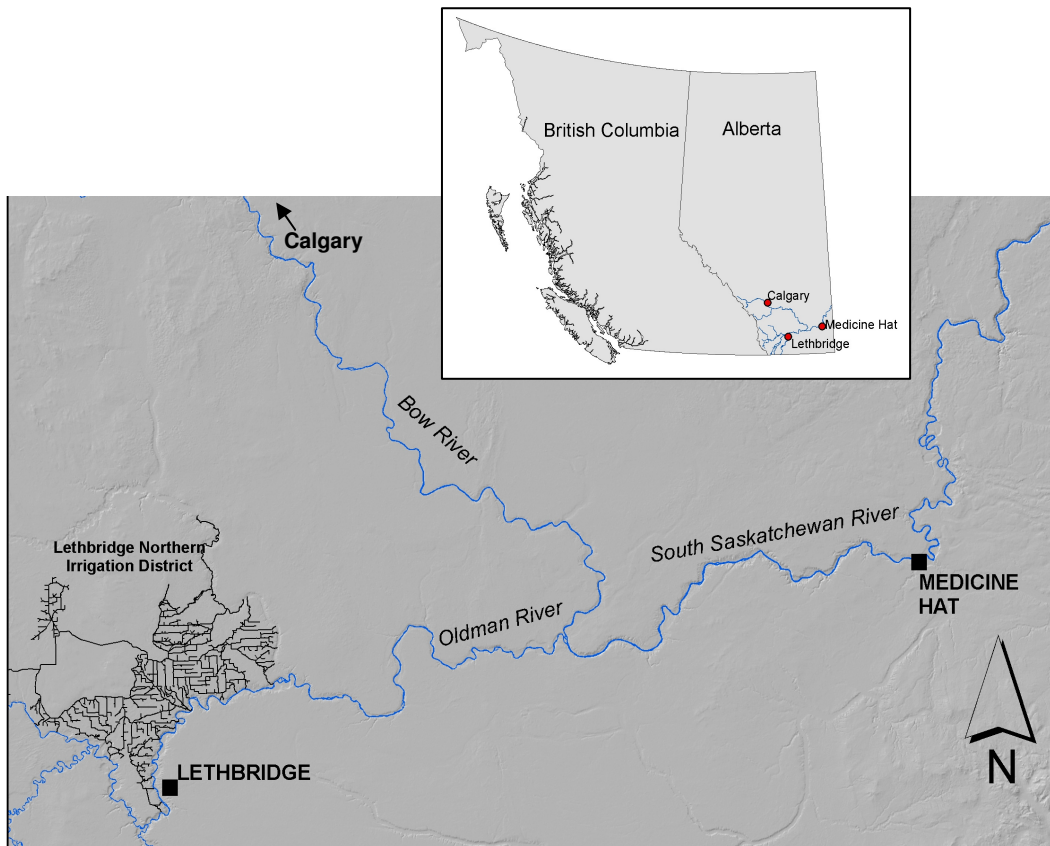 British Columbia
Alberta
Calgary
Medicine Hat
Lethbridge
Calgary
Bow River
Lethbridge Northern
Irrigation District
South Saskatchewan River
Oldman River
MEDICINE
HAT
LETHBRIDGE
N